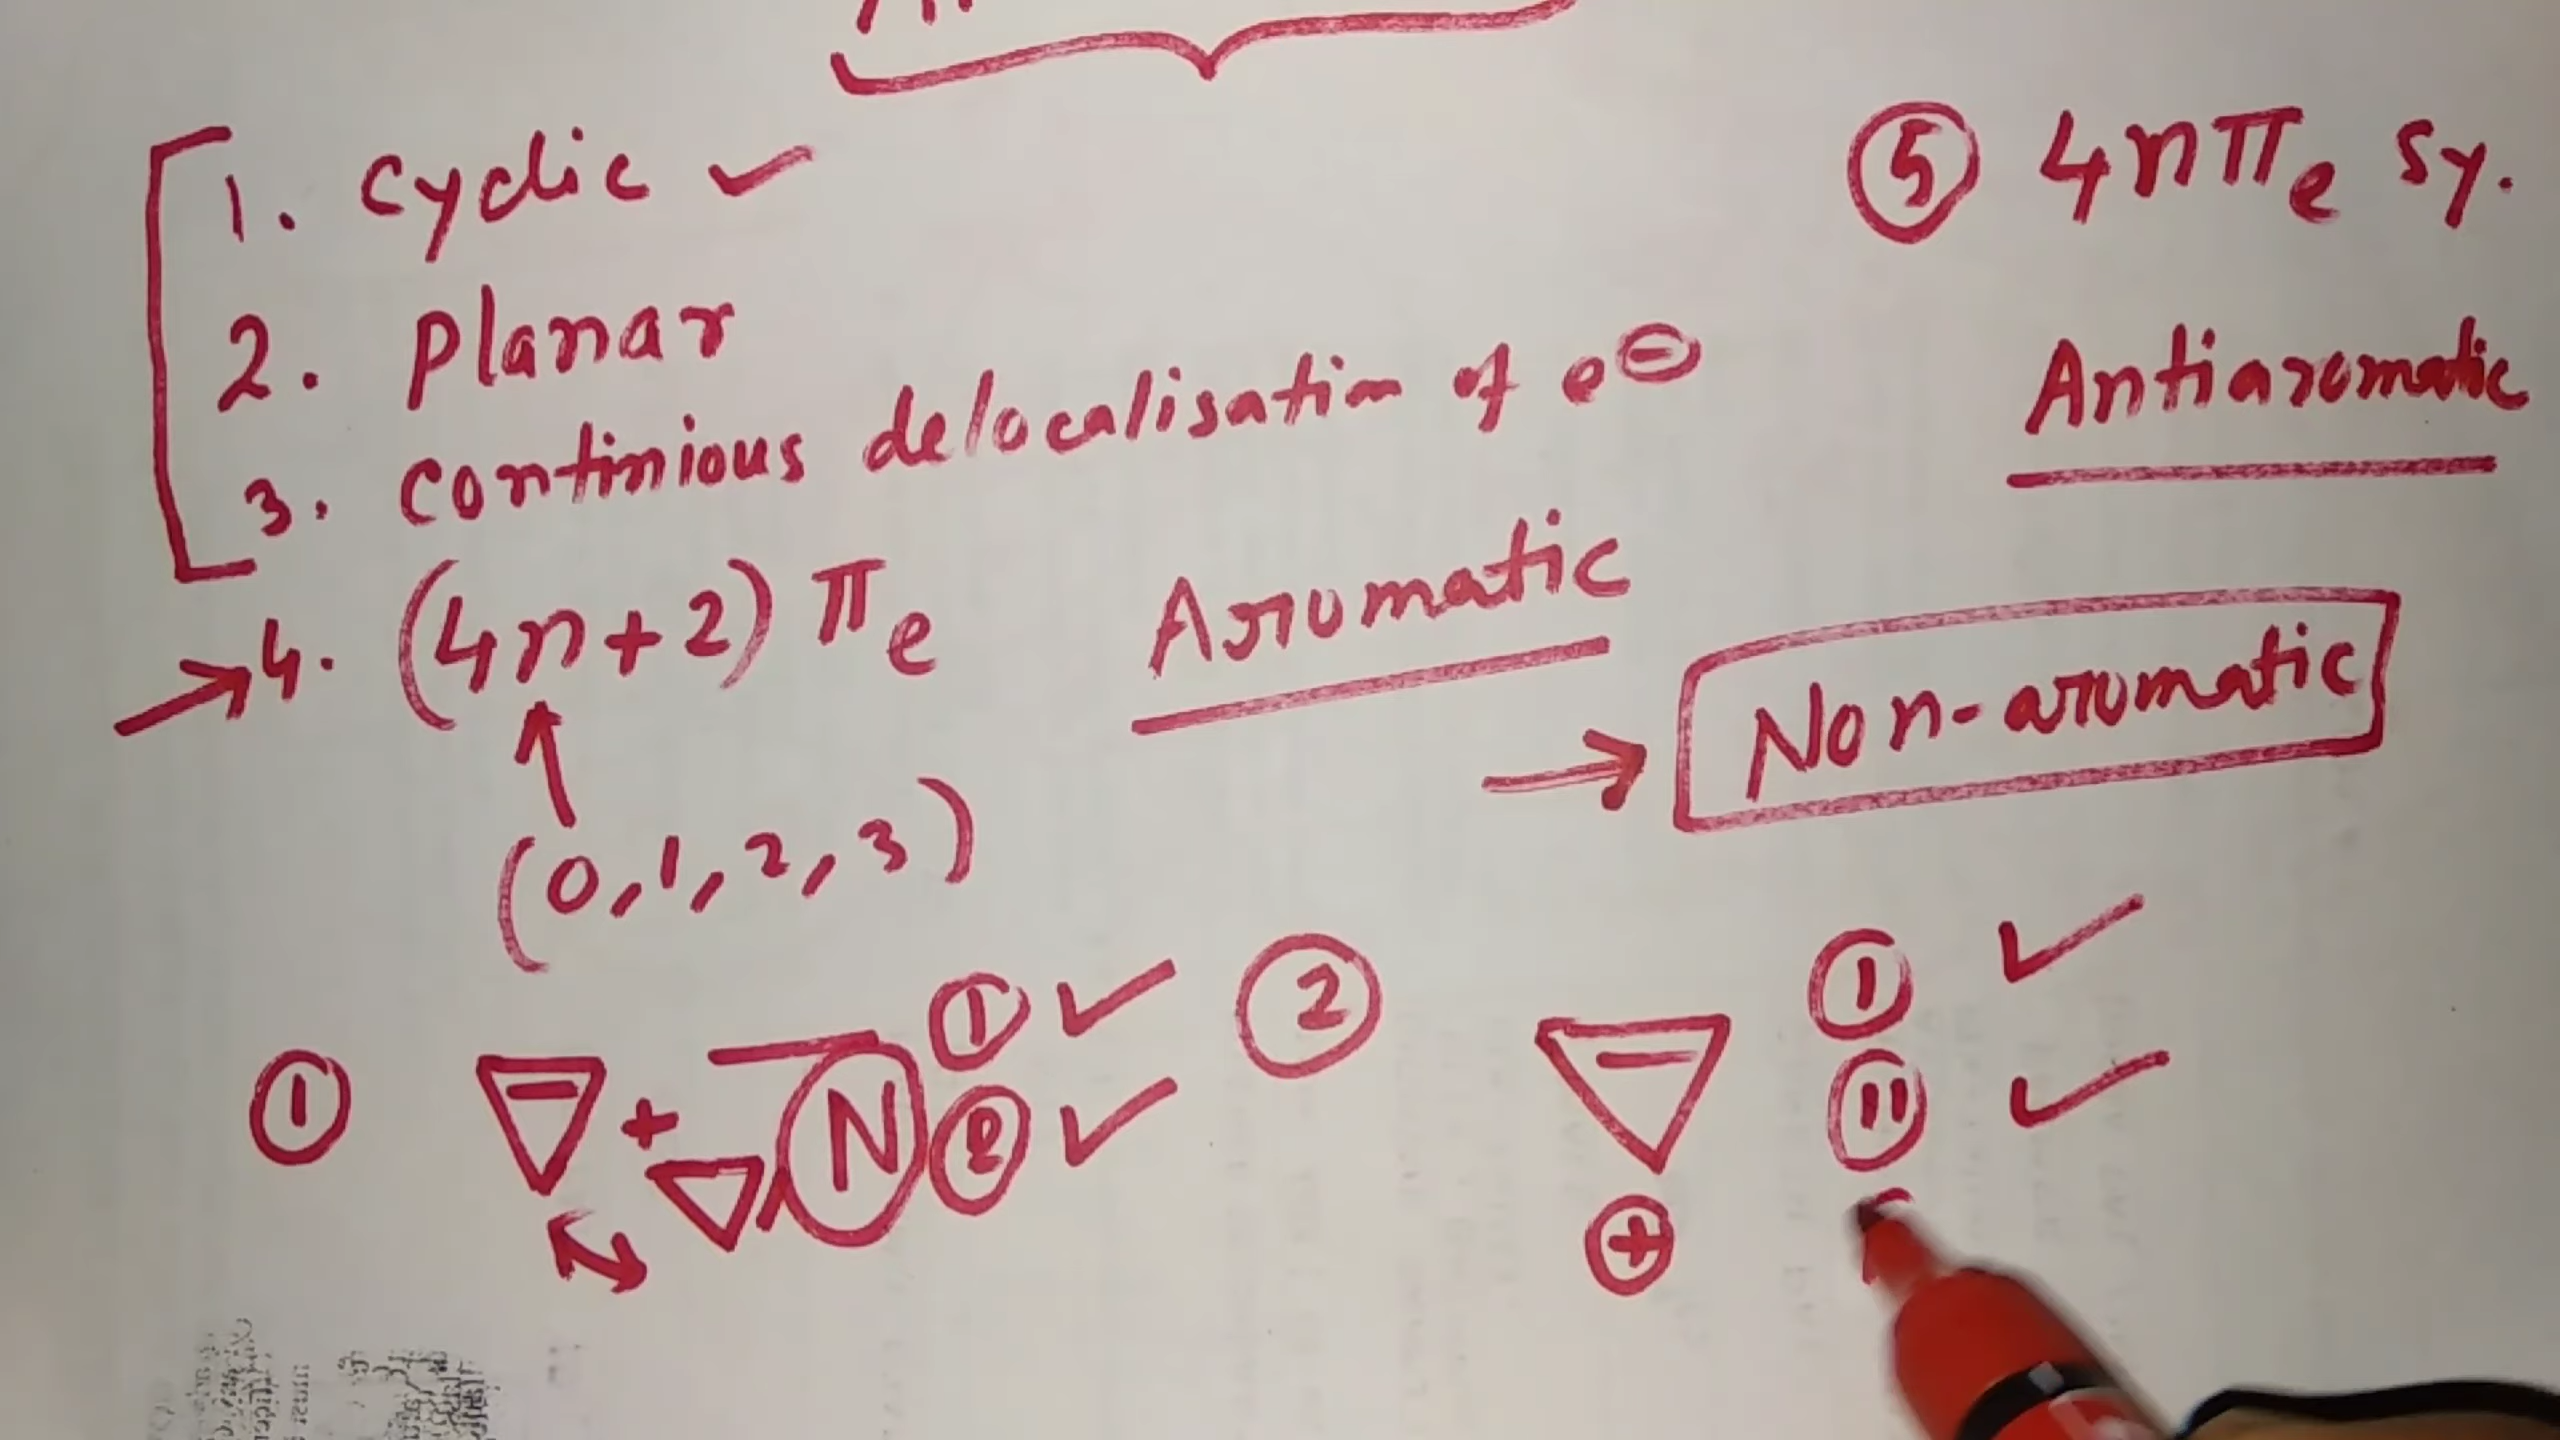 1. cyclic ✓
2. planar
3. continious delocalisation of e⊖
→ 4. (4n+2) πe Aromatic
(0,1,2,3)
⑤ 4nπe sy.
Antiaromatic
→ Non-aromatic
① + N ① ✓
② ✓
② ⊕ Ⓘ ✓
Ⓘ Ⓘ ✓